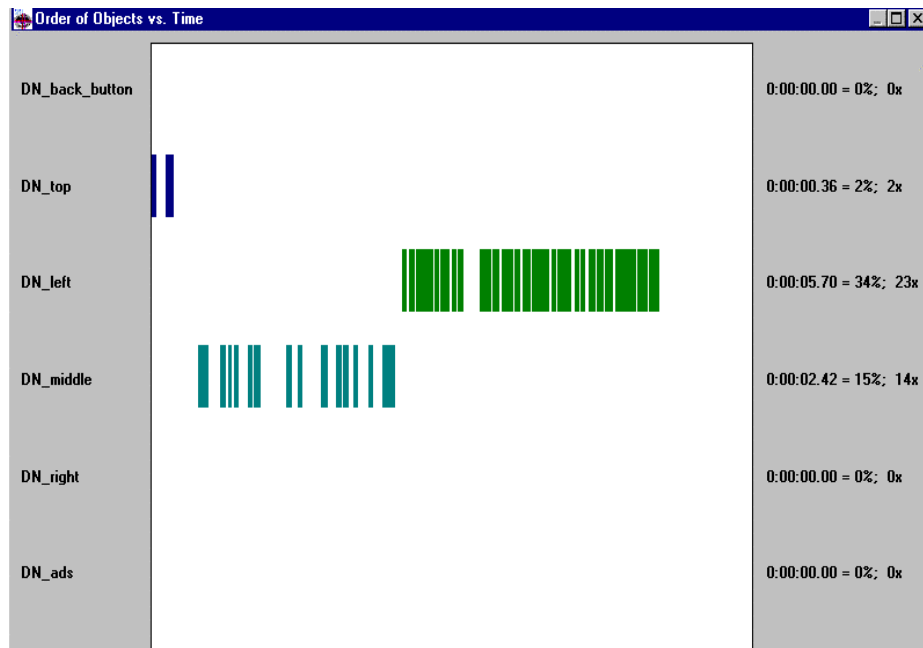 Order of Objects vs. Time
DN_back_button 0:00:00.00 = 0%; 0x
DN_top 0:00:00.36 = 2%; 2x
DN_left 0:00:05.70 = 34%; 23x
DN_middle 0:00:02.42 = 15%; 14x
DN_right 0:00:00.00 = 0%; 0x
DN_ads 0:00:00.00 = 0%; 0x